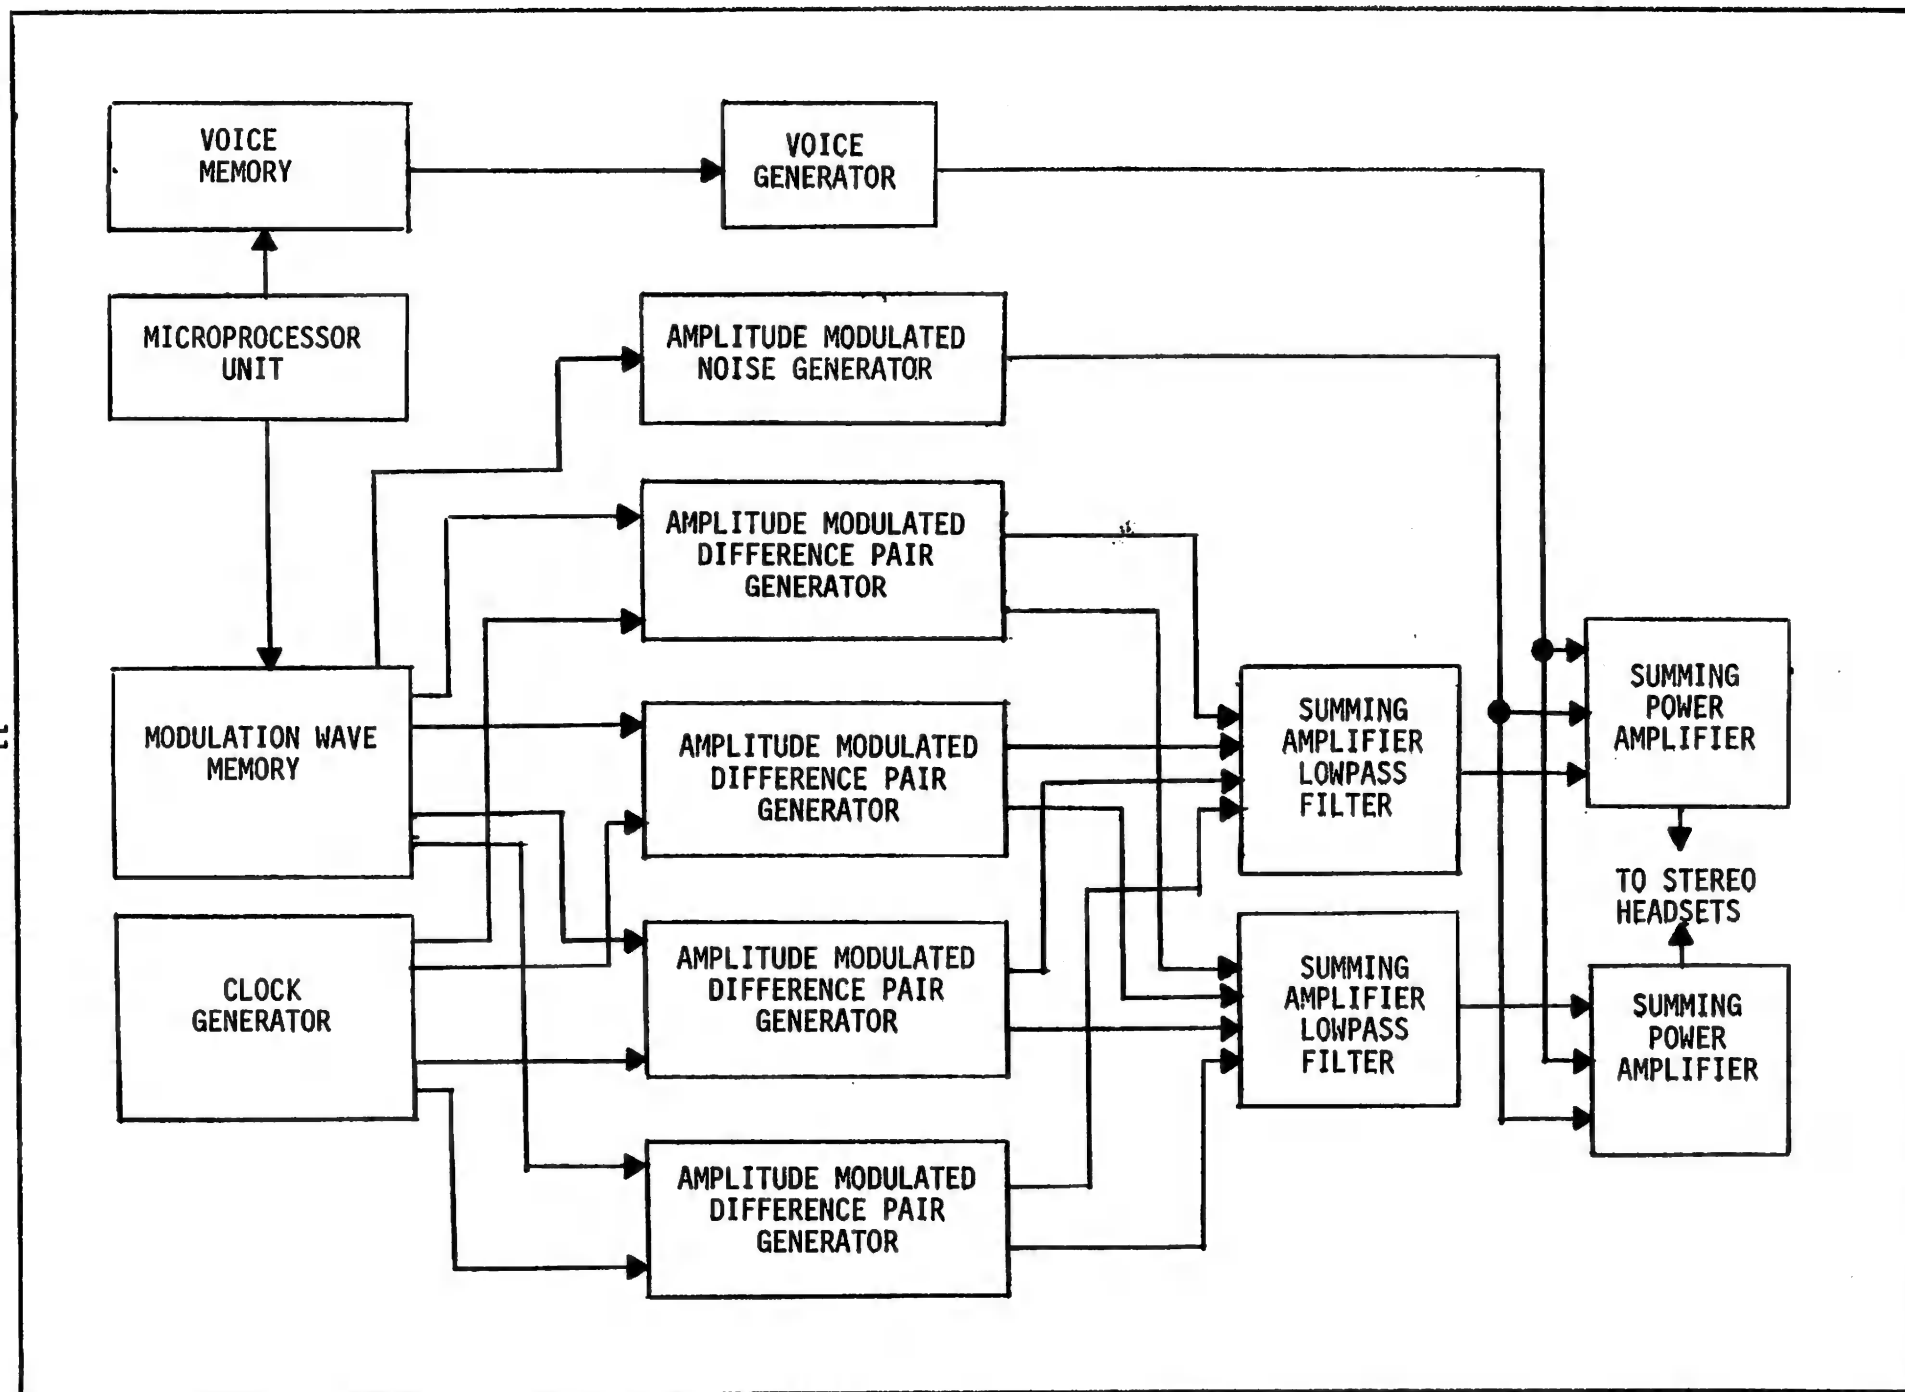 VOICE
MEMORY
VOICE
GENERATOR
MICROPROCESSOR
UNIT
AMPLITUDE MODULATED
NOISE GENERATOR
AMPLITUDE MODULATED
DIFFERENCE PAIR
GENERATOR
MODULATION WAVE
MEMORY
AMPLITUDE MODULATED
DIFFERENCE PAIR
GENERATOR
SUMMING
AMPLIFIER
LOWPASS
FILTER
SUMMING
POWER
AMPLIFIER
TO STEREO
HEADSETS
CLOCK
GENERATOR
AMPLITUDE MODULATED
DIFFERENCE PAIR
GENERATOR
SUMMING
AMPLIFIER
LOWPASS
FILTER
SUMMING
POWER
AMPLIFIER
AMPLITUDE MODULATED
DIFFERENCE PAIR
GENERATOR